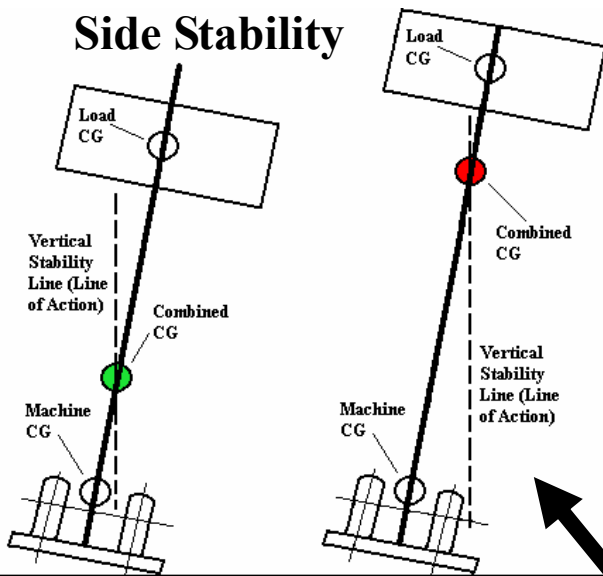 Side Stability
Load
CG
Vertical
Stability
Line (Line
of Action)
Combined
CG
Machine
CG
Load
CG
Combined
CG
Vertical
Stability
Line (Line
of Action)
Machine
CG